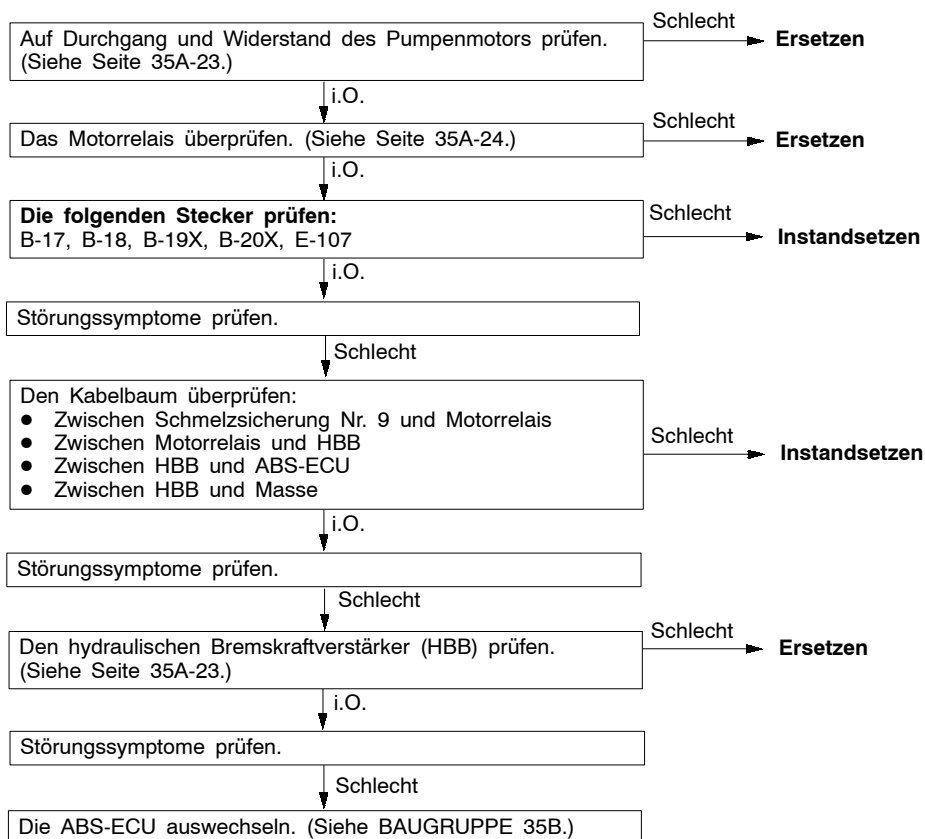 Auf Durchgang und Widerstand des Pumpenmotors prüfen.
(Siehe Seite 35A-23.)
Schlecht
Ersetzen
i.O.
Das Motorrelais überprüfen. (Siehe Seite 35A-24.)
Schlecht
Ersetzen
i.O.
Die folgenden Stecker prüfen:
B-17, B-18, B-19X, B-20X, E-107
Schlecht
Instandsetzen
i.O.
Störungssymptome prüfen.
Schlecht
Den Kabelbaum überprüfen:
● Zwischen Schmelzsicherung Nr. 9 und Motorrelais
● Zwischen Motorrelais und HBB
● Zwischen HBB und ABS-ECU
● Zwischen HBB und Masse
Schlecht
Instandsetzen
i.O.
Störungssymptome prüfen.
Schlecht
Den hydraulischen Bremskraftverstärker (HBB) prüfen.
(Siehe Seite 35A-23.)
Schlecht
Ersetzen
i.O.
Störungssymptome prüfen.
Schlecht
Die ABS-ECU auswechseln. (Siehe BAUGRUPPE 35B.)